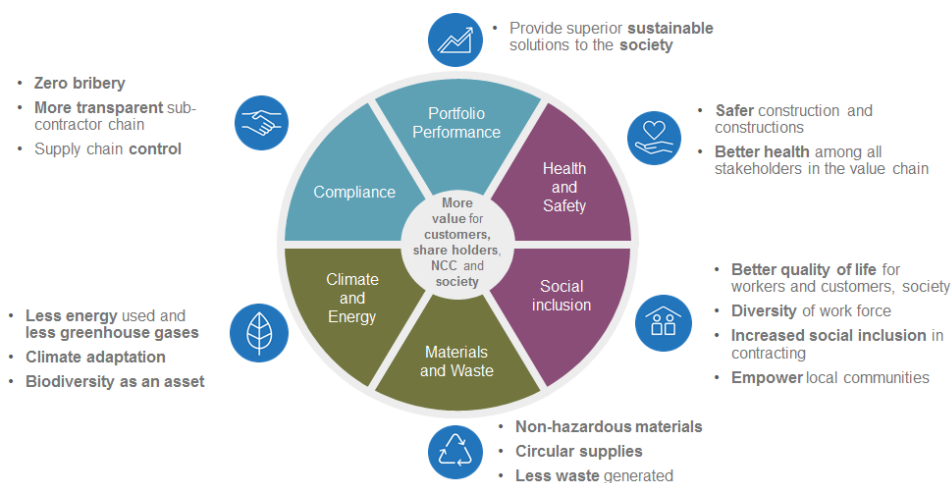 • Provide superior sustainable
solutions to the society
• Zero bribery
• More transparent sub-
contractor chain
• Supply chain control
Portfolio
Performance
• Safer construction and
constructions
• Better health among all
stakeholders in the value chain
Compliance
Health
and
Safety
More
value for
customers,
share holders,
NCC and
society
Climate
and
Energy
Social
inclusion
Materials
and Waste
• Less energy used and
less greenhouse gases
• Climate adaptation
• Biodiversity as an asset
• Better quality of life for
workers and customers, society
• Diversity of work force
• Increased social inclusion in
contracting
• Empower local communities
• Non-hazardous materials
• Circular supplies
• Less waste generated